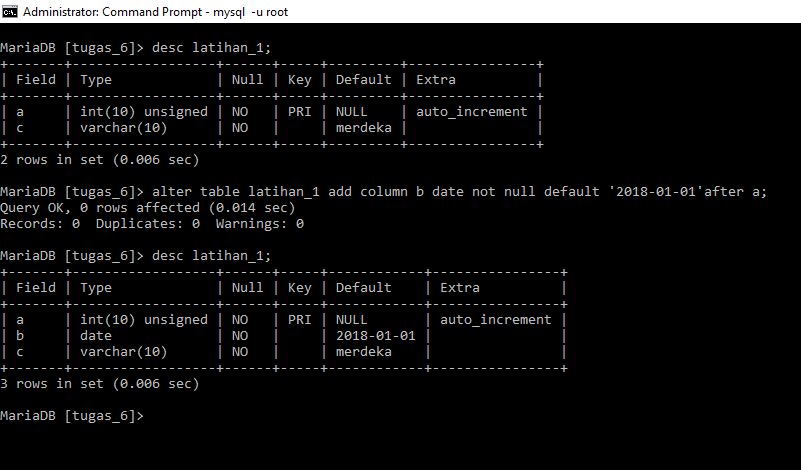 Administrator: Command Prompt - mysql  -u root
MariaDB [tugas_6]> desc latihan_1;
+-------+------------------+------+-----+---------+----------------+
| Field | Type             | Null | Key | Default | Extra          |
+-------+------------------+------+-----+---------+----------------+
| a     | int(10) unsigned | NO   | PRI | NULL    | auto_increment |
| c     | varchar(10)      | NO   |     | merdeka |                |
+-------+------------------+------+-----+---------+----------------+
2 rows in set (0.006 sec)
MariaDB [tugas_6]> alter table latihan_1 add column b date not null default '2018-01-01'after a;
Query OK, 0 rows affected (0.014 sec)
Records: 0  Duplicates: 0  Warnings: 0
MariaDB [tugas_6]> desc latihan_1;
+-------+------------------+------+-----+------------+----------------+
| Field | Type             | Null | Key | Default    | Extra          |
+-------+------------------+------+-----+------------+----------------+
| a     | int(10) unsigned | NO   | PRI | NULL       | auto_increment |
| b     | date             | NO   |     | 2018-01-01 |                |
| c     | varchar(10)      | NO   |     | merdeka    |                |
+-------+------------------+------+-----+------------+----------------+
3 rows in set (0.006 sec)
MariaDB [tugas_6]>